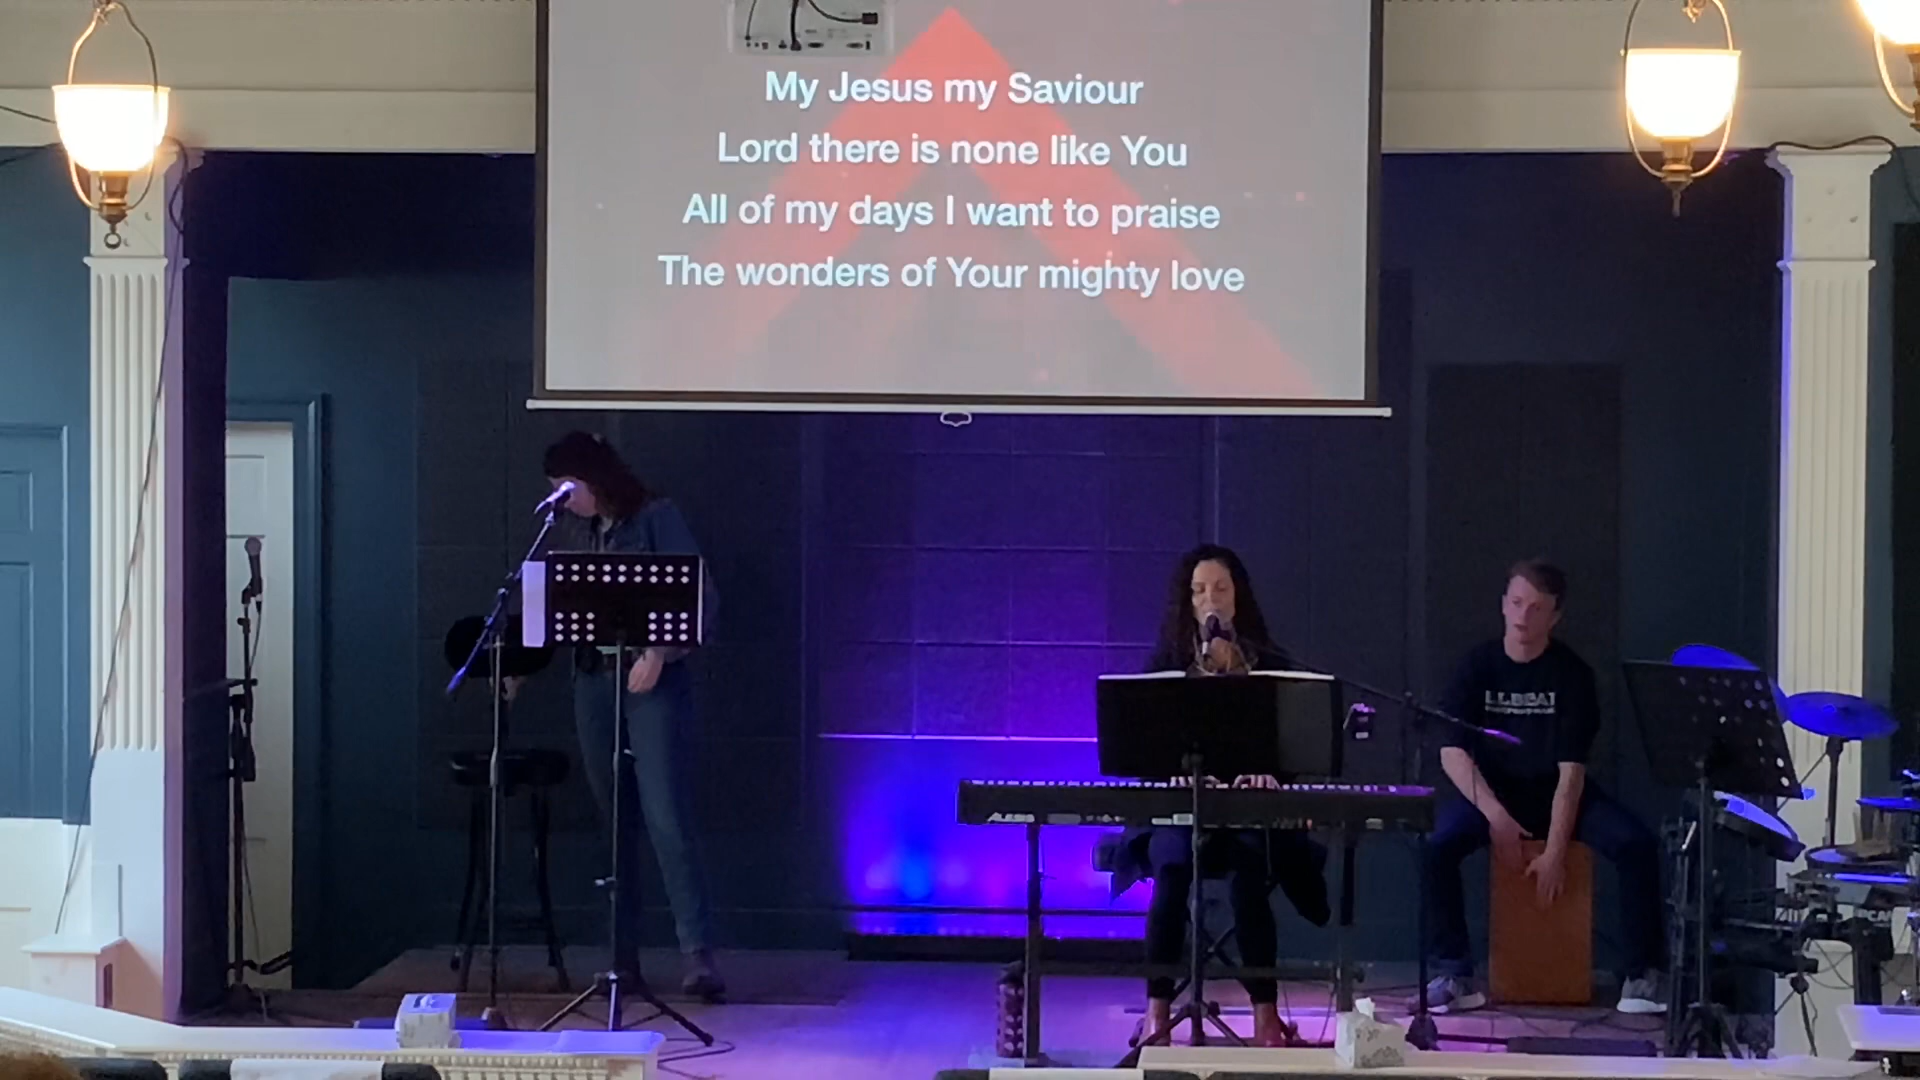 My Jesus my Saviour
Lord there is none like You
All of my days I want to praise
The wonders of Your mighty love
ALESIS